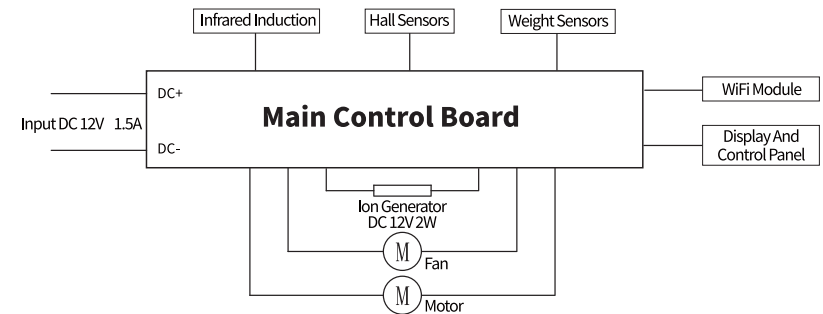 Infrared Induction
Hall Sensors
Weight Sensors
DC+
Input DC 12V 1.5A
DC-
Main Control Board
WiFi Module
Display And
Control Panel
Ion Generator
DC 12V 2W
M
Fan
M
Motor